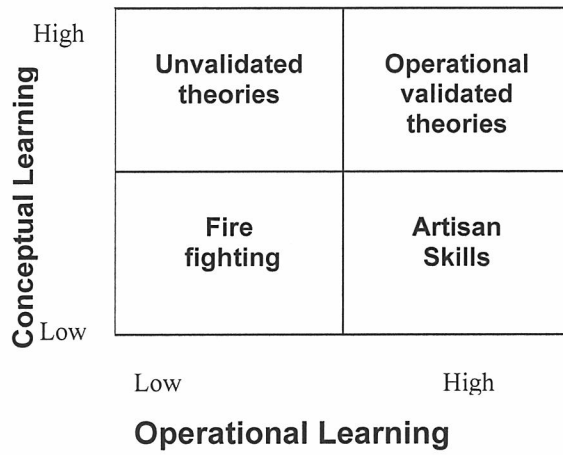 High
Unvalidated
theories
Operational
validated
theories
Conceptual Learning
Fire
fighting
Artisan
Skills
Low
Low
High
Operational Learning